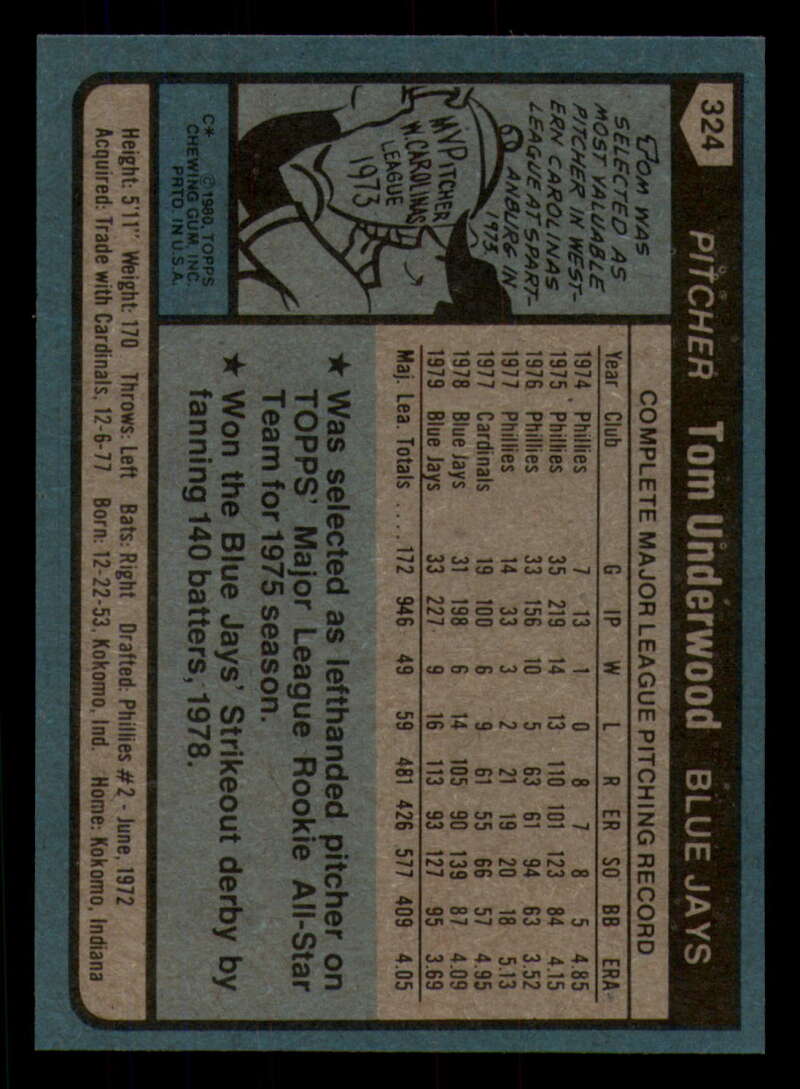 324
PITCHER Tom Underwood BLUE JAYS
TOM WAS
SELECTED AS
MOST VALUABLE
PITCHER IN WEST-
ERN CAROLINAS
LEAGUE AT SPART-
ANBURG IN
1973.
MVPITCHER
W. CAROLINAS
LEAGUE
1973
C* ©1980, TOPPS
CHEWING GUM, INC.
PRTD. IN U.S.A.
COMPLETE MAJOR LEAGUE PITCHING RECORD
Year Club G IP W L R ER SO BB ERA
1974 Phillies 7 13 1 0 8 7 8 5 4.85
1975 Phillies 35 219 14 13 110 101 123 84 4.15
1976 Phillies 33 156 10 5 63 61 94 63 3.52
1977 Phillies 14 33 3 2 21 19 20 18 5.13
1977 Cardinals 19 100 6 9 61 55 66 57 4.95
1978 Blue Jays 31 198 6 14 105 90 139 87 4.09
1979 Blue Jays 33 227 9 16 113 93 127 95 3.69
Maj. Lea. Totals . . . . 172 946 49 59 481 426 577 409 4.05
★ Was selected as lefthanded pitcher on
TOPPS' Major League Rookie All-Star
Team for 1975 season.
★ Won the Blue Jays' Strikeout derby by
fanning 140 batters, 1978.
Height: 5'11" Weight: 170 Throws: Left Bats: Right Drafted: Phillies #2 - June, 1972
Acquired: Trade with Cardinals, 12-6-77 Born: 12-22-53, Kokomo, Ind. Home: Kokomo, Indiana